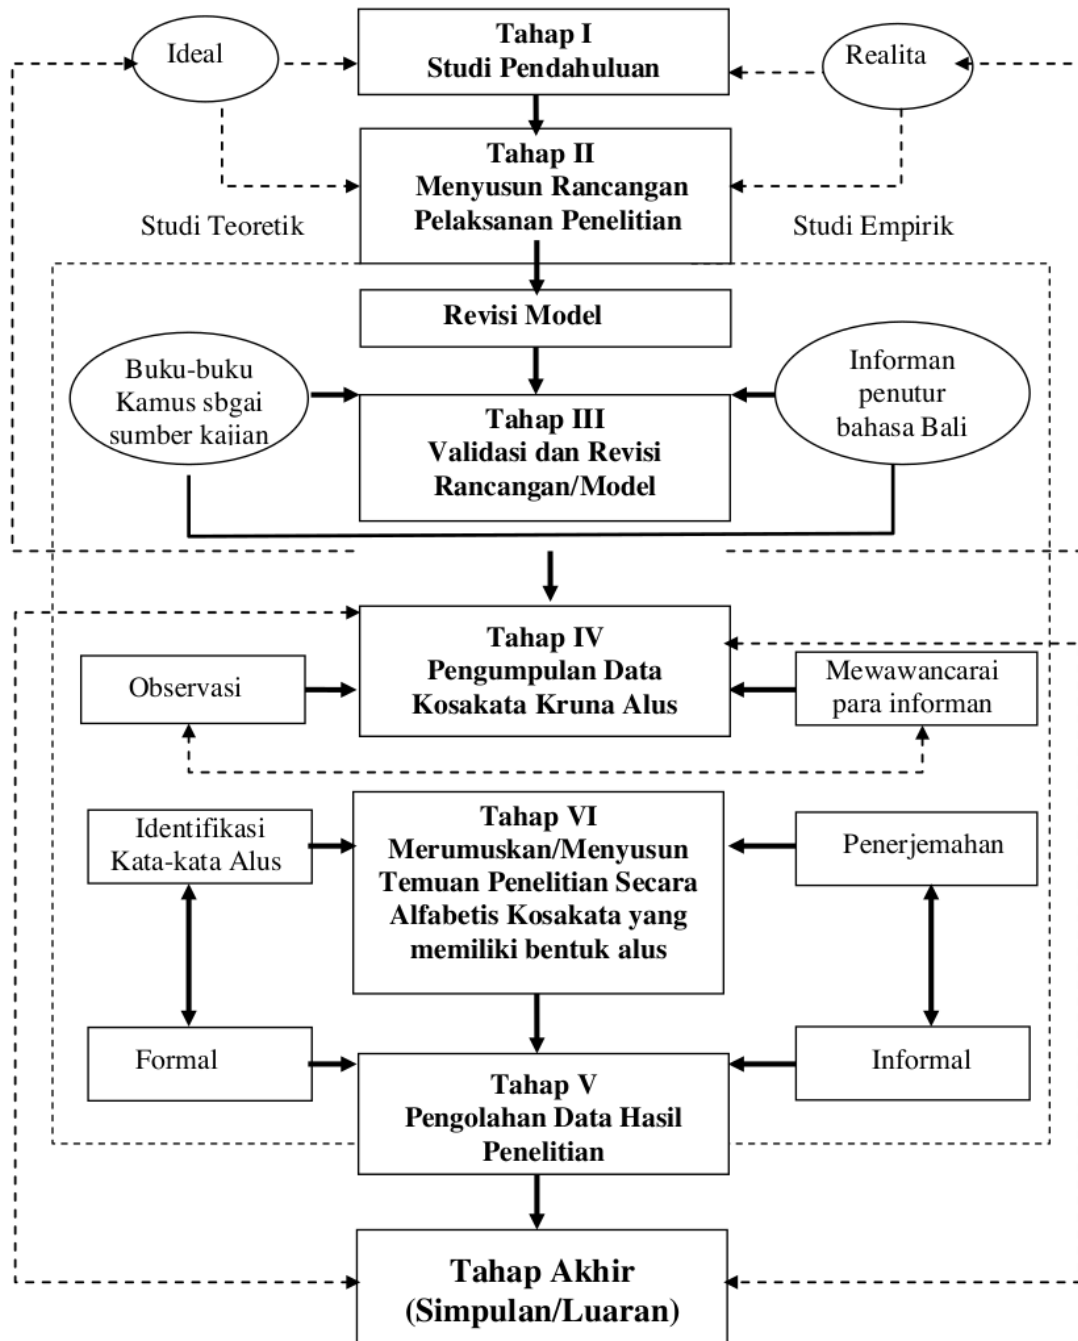 Ideal
Tahap I
Studi Pendahuluan
Realita
Tahap II
Menyusun Rancangan
Pelaksanan Penelitian
Studi Teoretik
Studi Empirik
Revisi Model
Buku-buku
Kamus sbgai
sumber kajian
Informan
penutur
bahasa Bali
Tahap III
Validasi dan Revisi
Rancangan/Model
Tahap IV
Pengumpulan Data
Kosakata Kruna Alus
Observasi
Mewawancarai
para informan
Identifikasi
Kata-kata Alus
Tahap VI
Merumuskan/Menyusun
Temuan Penelitian Secara
Alfabetis Kosakata yang
memiliki bentuk alus
Penerjemahan
Formal
Informal
Tahap V
Pengolahan Data Hasil
Penelitian
Tahap Akhir
(Simpulan/Luaran)